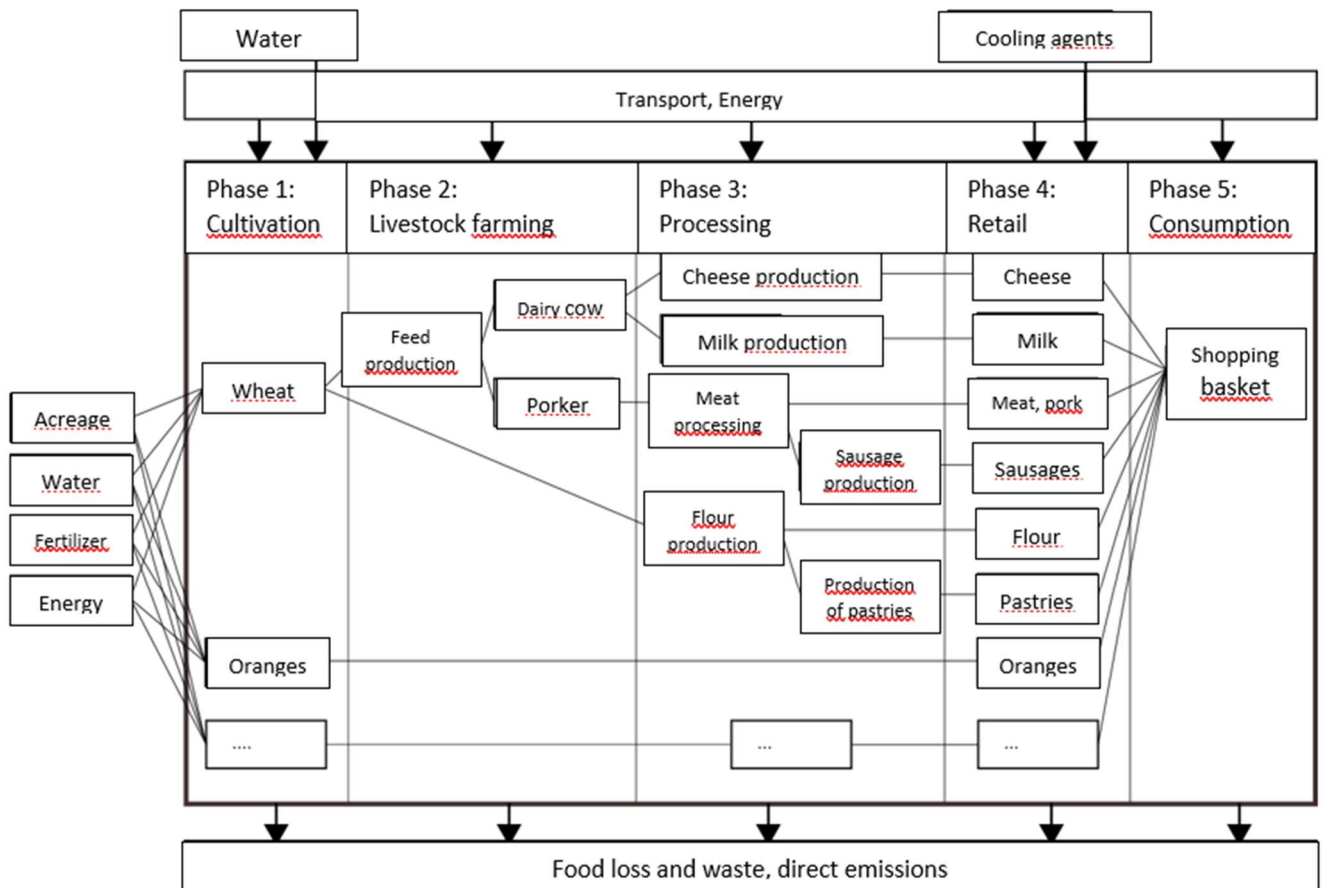 Water
Cooling agents
Transport, Energy
Phase 1:
Cultivation
Phase 2:
Livestock farming
Phase 3:
Processing
Phase 4:
Retail
Phase 5:
Consumption
Cheese production
Cheese
Dairy cow
Feed
production
Milk production
Milk
Shopping
basket
Wheat
Porker
Meat
processing
Meat, pork
Acreage
Water
Fertilizer
Energy
Sausage
production
Sausages
Flour
production
Flour
Production
of pastries
Pastries
Oranges
Oranges
....
...
...
Food loss and waste, direct emissions